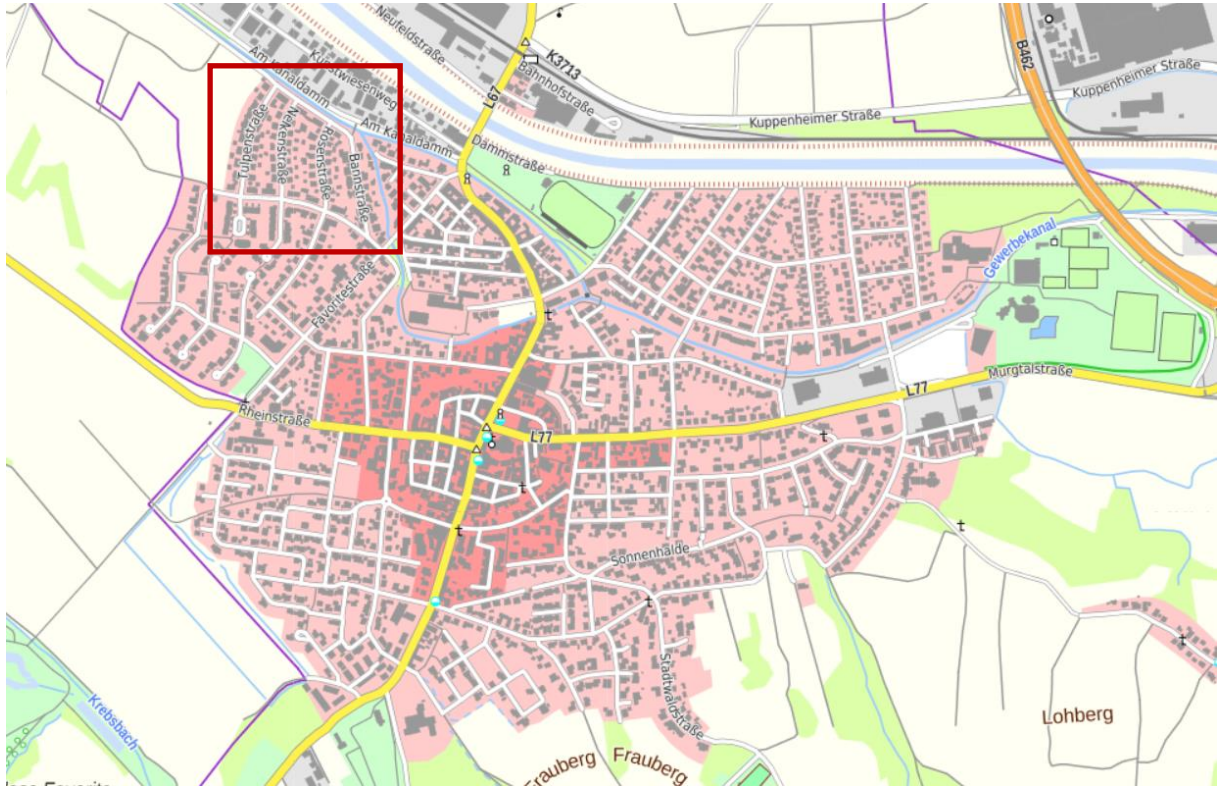 Neufeldstraße
Am Kanaldamm
Kunstwiesenweg
K3713
Bahnhofstraße
L67
B462
Kuppenheimer Straße
Kuppenheimer Straße
Am Kanaldamm
Dammstraße
Tulpenstraße
Nelkenstraße
Rosenstraße
Bannstraße
Gewerbekanal
Favoritestraße
Murgtalstraße
L77
Rheinstraße
L77
Sonnenhalde
Stadtwaldstraße
Krebsbach
Lohberg
Frauberg
Frauberg